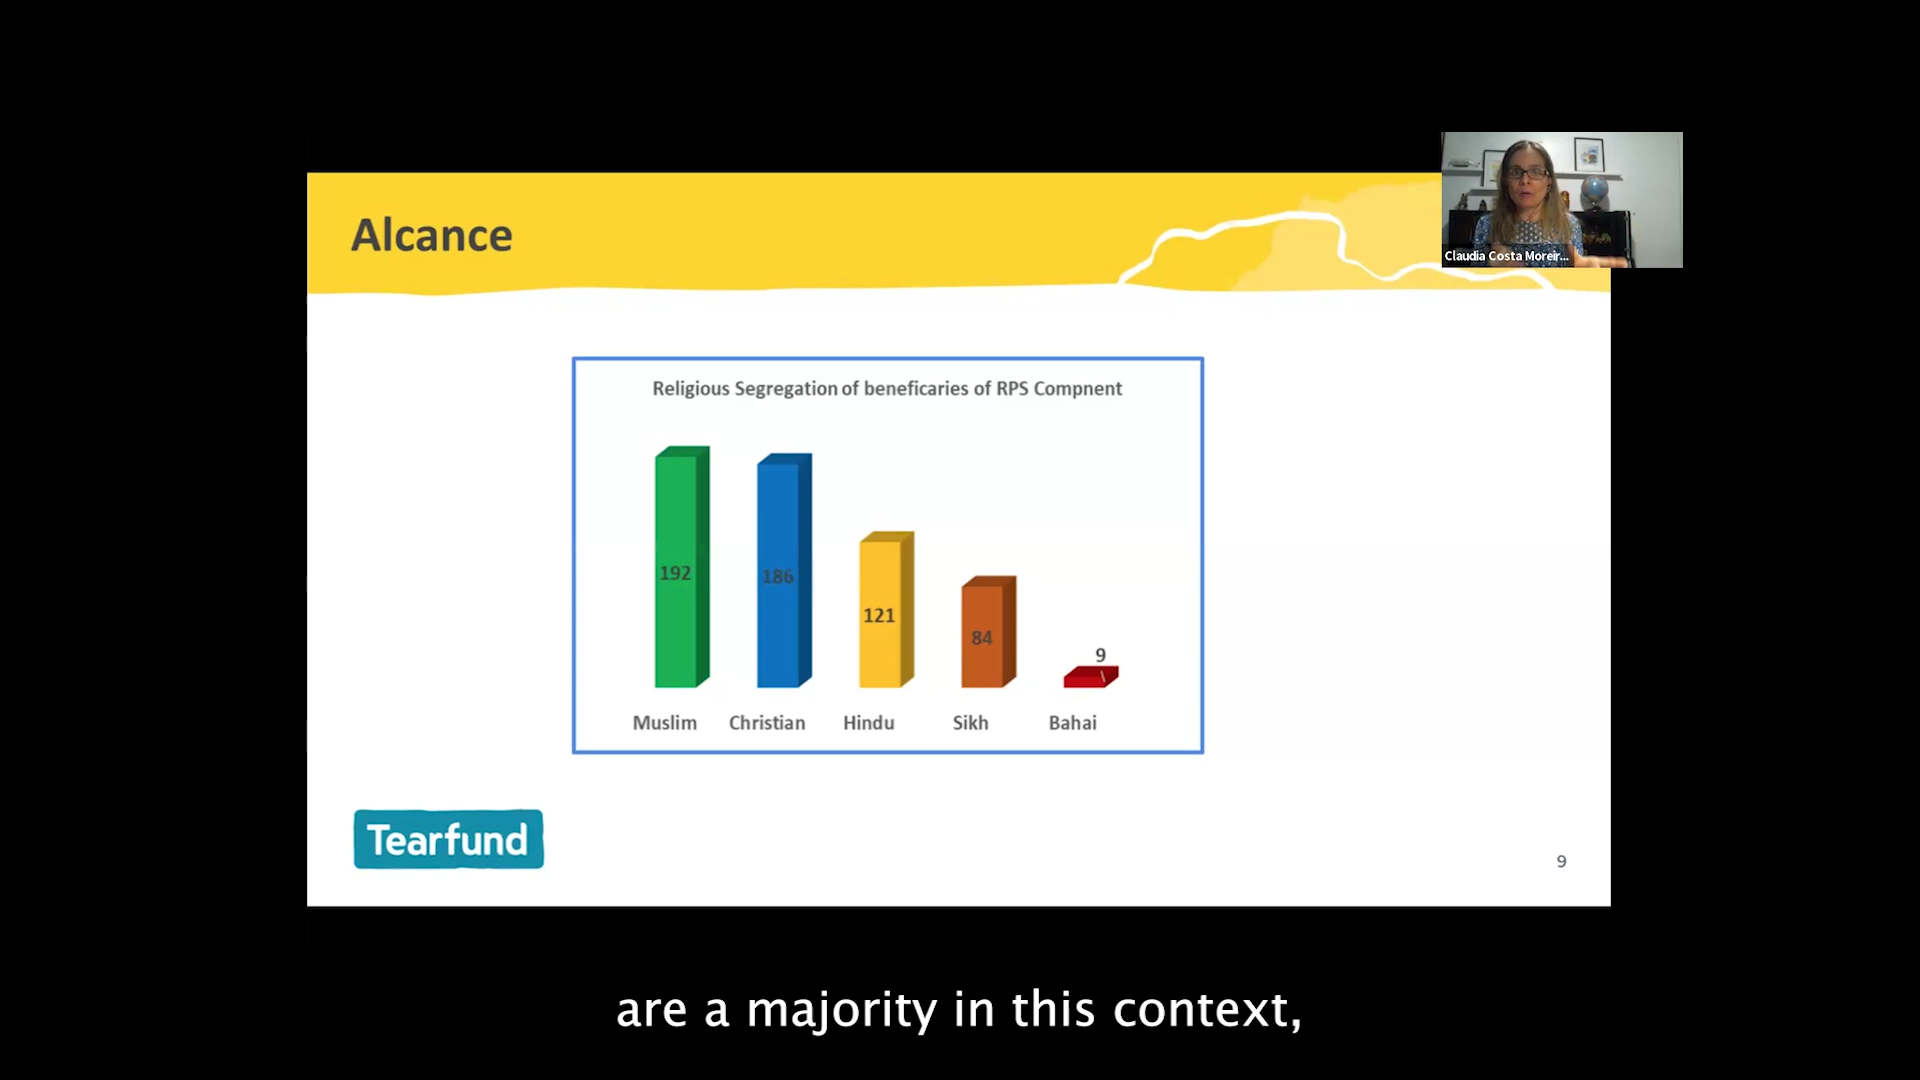 Alcance
Claudia Costa Moreir...
Religious Segregation of beneficaries of RPS Compnent
192
186
121
84
9
Muslim Christian Hindu Sikh Bahai
Tearfund
9
are a majority in this context,